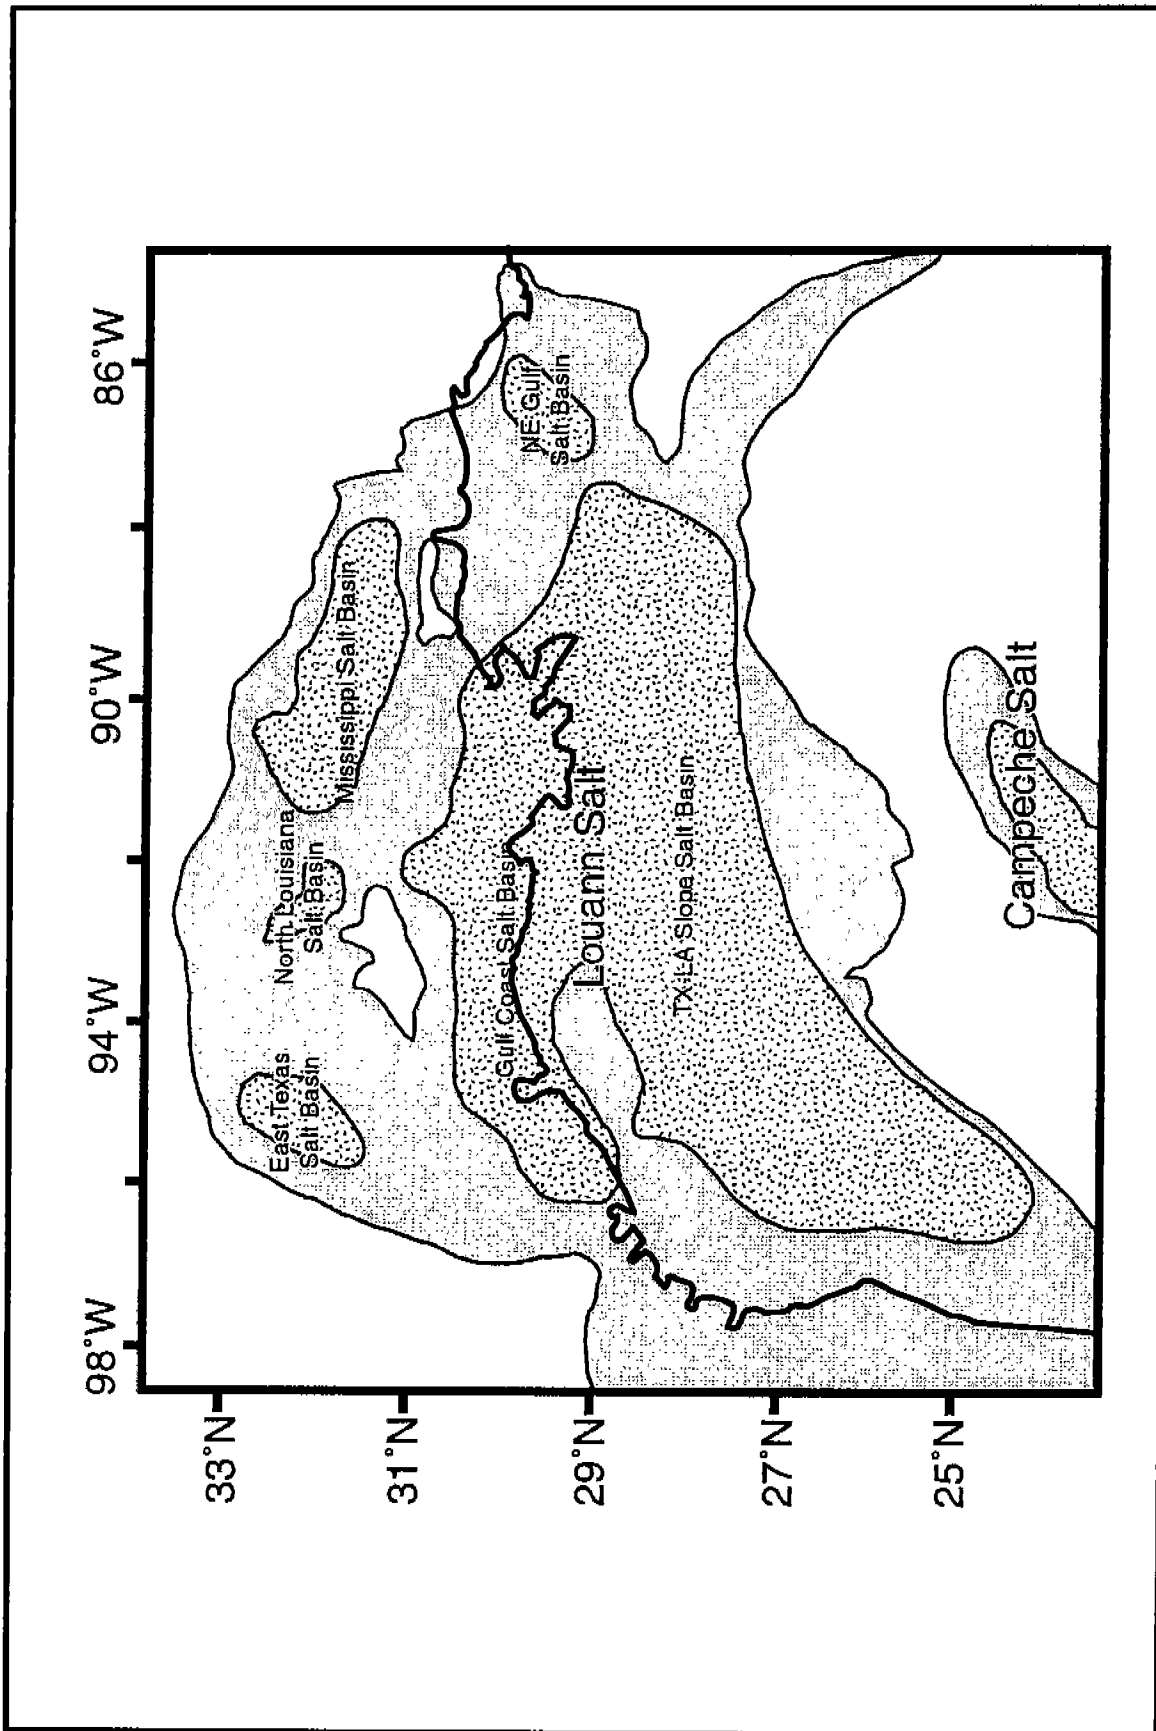 33°N
31°N
29°N
27°N
25°N
98°W
94°W
90°W
86°W
East Texas
Salt Basin
North Louisiana
Salt Basin
Mississippi Salt Basin
NE Gulf
Salt Basin
Gulf Coast Salt Basin
Louann Salt
TX-LA Slope Salt Basin
Campeche Salt